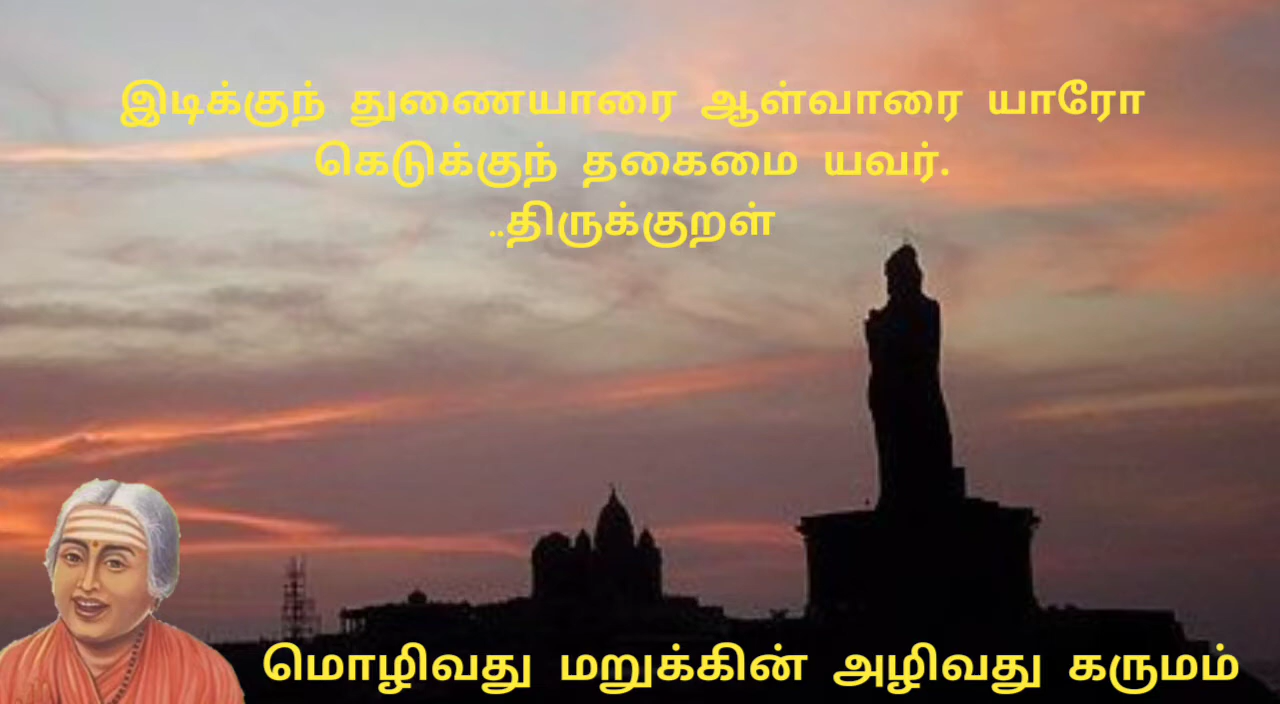 இடிக்குந் துணையாரை ஆள்வாரை யாரோ
கெடுக்குந் தகைமை யவர்.
..திருக்குறள்
மொழிவது மறுக்கின் அழிவது கருமம்